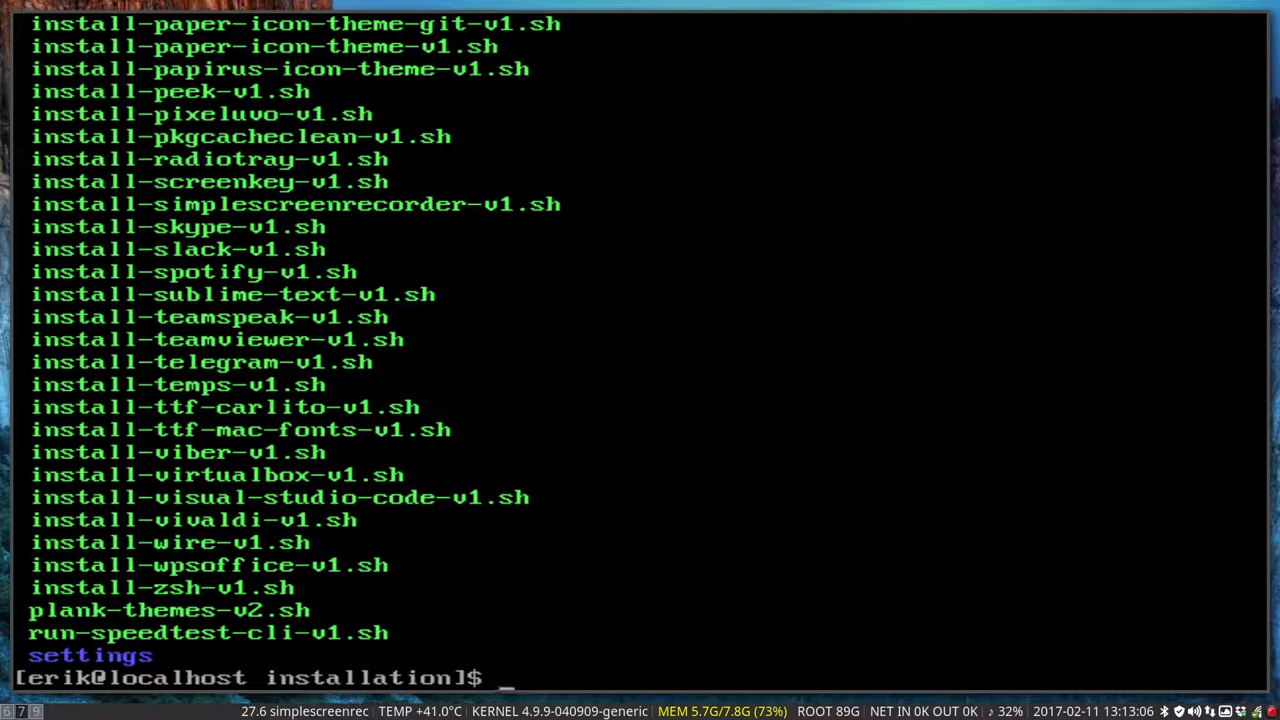 install-paper-icon-theme-git-v1.sh
install-paper-icon-theme-v1.sh
install-papirus-icon-theme-v1.sh
install-peek-v1.sh
install-pixeluvo-v1.sh
install-pkgcacheclean-v1.sh
install-radiotray-v1.sh
install-screenkey-v1.sh
install-simplescreenrecorder-v1.sh
install-skype-v1.sh
install-slack-v1.sh
install-spotify-v1.sh
install-sublime-text-v1.sh
install-teamspeak-v1.sh
install-teamviewer-v1.sh
install-telegram-v1.sh
install-temps-v1.sh
install-ttf-carlito-v1.sh
install-ttf-mac-fonts-v1.sh
install-viber-v1.sh
install-virtualbox-v1.sh
install-visual-studio-code-v1.sh
install-vivaldi-v1.sh
install-wire-v1.sh
install-wpsoffice-v1.sh
install-zsh-v1.sh
plank-themes-v2.sh
run-speedtest-cli-v1.sh
settings
[erik@localhost installation]$ _
6 7 9 27.6 simplescreenrec | TEMP +41.0°C | KERNEL 4.9.9-040909-generic | MEM 5.7G/7.8G (73%) | ROOT 89G | NET IN 0K OUT 0K | ♪ 32% | 2017-02-11 13:13:06